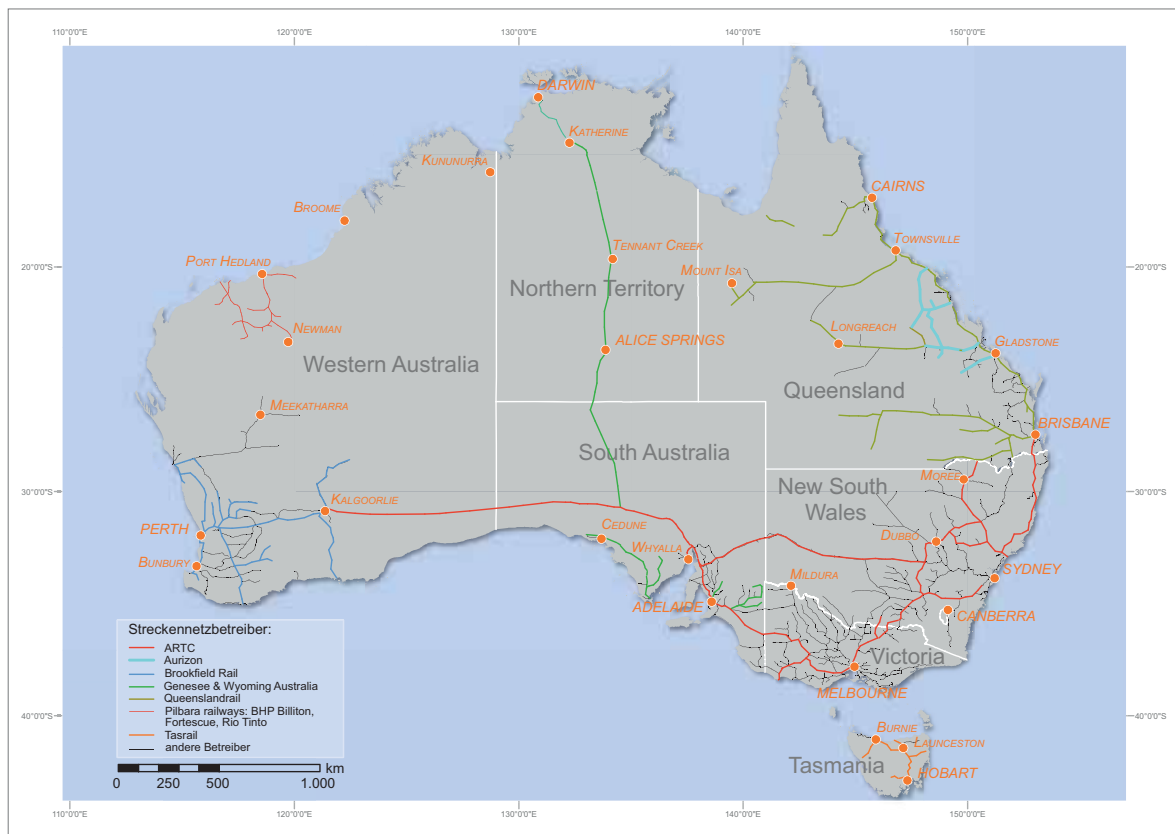 110°0'0"E 120°0'0"E 130°0'0"E 140°0'0"E 150°0'0"E
DARWIN
KATHERINE
KUNUNURRA
CAIRNS
BROOME
TOWNSVILLE
TENNANT CREEK
PORT HEDLAND
20°0'0"S 20°0'0"S
MOUNT ISA
Northern Territory
LONGREACH
NEWMAN
ALICE SPRINGS
GLADSTONE
Western Australia
Queensland
MEEKATHARRA
BRISBANE
South Australia
MOREE
New South
Wales
30°0'0"S 30°0'0"S
KALGOORLIE
PERTH
CEDUNE
DUBBO
WHYALLA
BUNBURY
SYDNEY
MILDURA
ADELAIDE
CANBERRA
Victoria
MELBOURNE
Streckennetzbetreiber:
ARTC
Aurizon
Brookfield Rail
Genesee & Wyoming Australia
Queenslandrail
Pilbara railways: BHP Billiton,
Fortescue, Rio Tinto
Tasrail
andere Betreiber
40°0'0"S 40°0'0"S
BURNIE
LAUNCESTON
Tasmania
HOBART
km
0 250 500 1.000
110°0'0"E 120°0'0"E 130°0'0"E 140°0'0"E 150°0'0"E